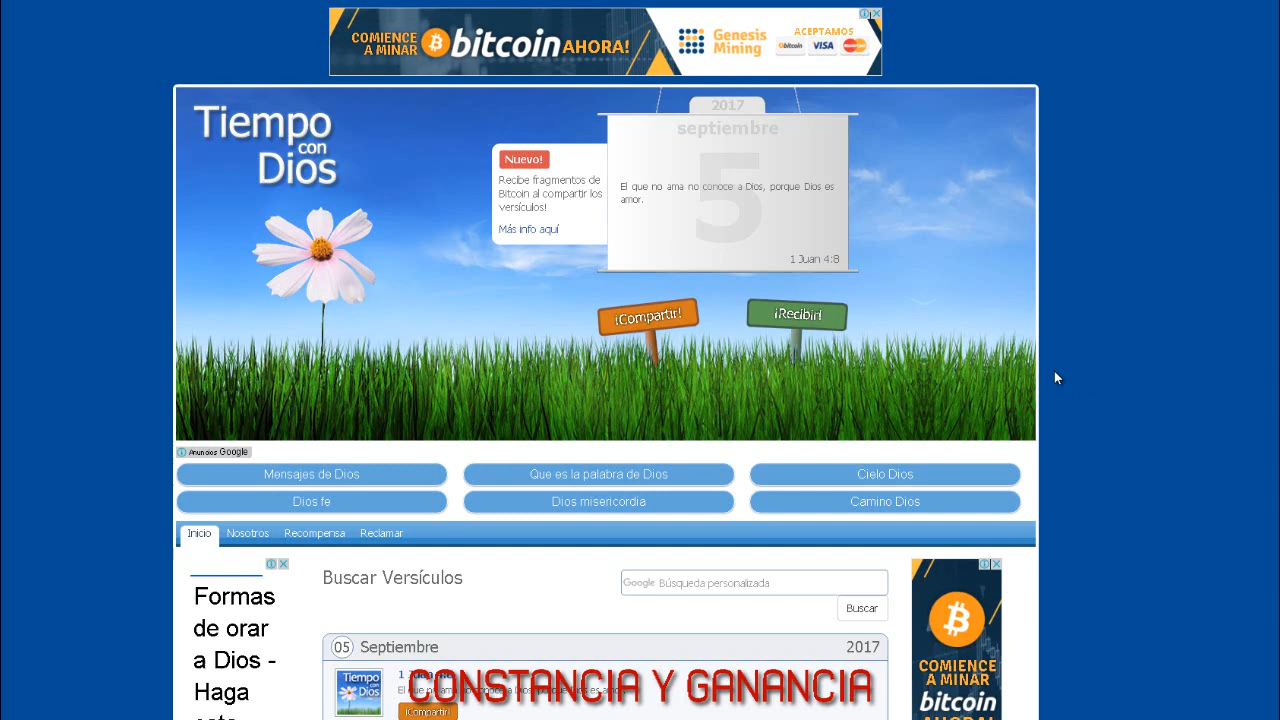 COMIENCE
A MINAR
bitcoin AHORA!
Genesis
Mining
ACEPTAMOS
bitcoin VISA MasterCard
Tiempo
con
Dios
2017
septiembre
5
El que no ama no conoce a Dios, porque Dios es
amor.
1 Juan 4:8
Nuevo!
Recibe fragmentos de
Bitcoin al compartir los
versículos!
Más info aquí
¡Compartir!
¡Recibir!
Anuncios Google
Mensajes de Dios
Que es la palabra de Dios
Cielo Dios
Dios fe
Dios misericordia
Camino Dios
Inicio Nosotros Recompensa Reclamar
Formas
de orar
a Dios -
Haga
Buscar Versículos
Google Búsqueda personalizada
Buscar
05 Septiembre 2017
Tiempo
con
Dios
¡Compartir!
CONSTANCIA Y GANANCIA
COMIENCE
A MINAR
bitcoin
AHORA!